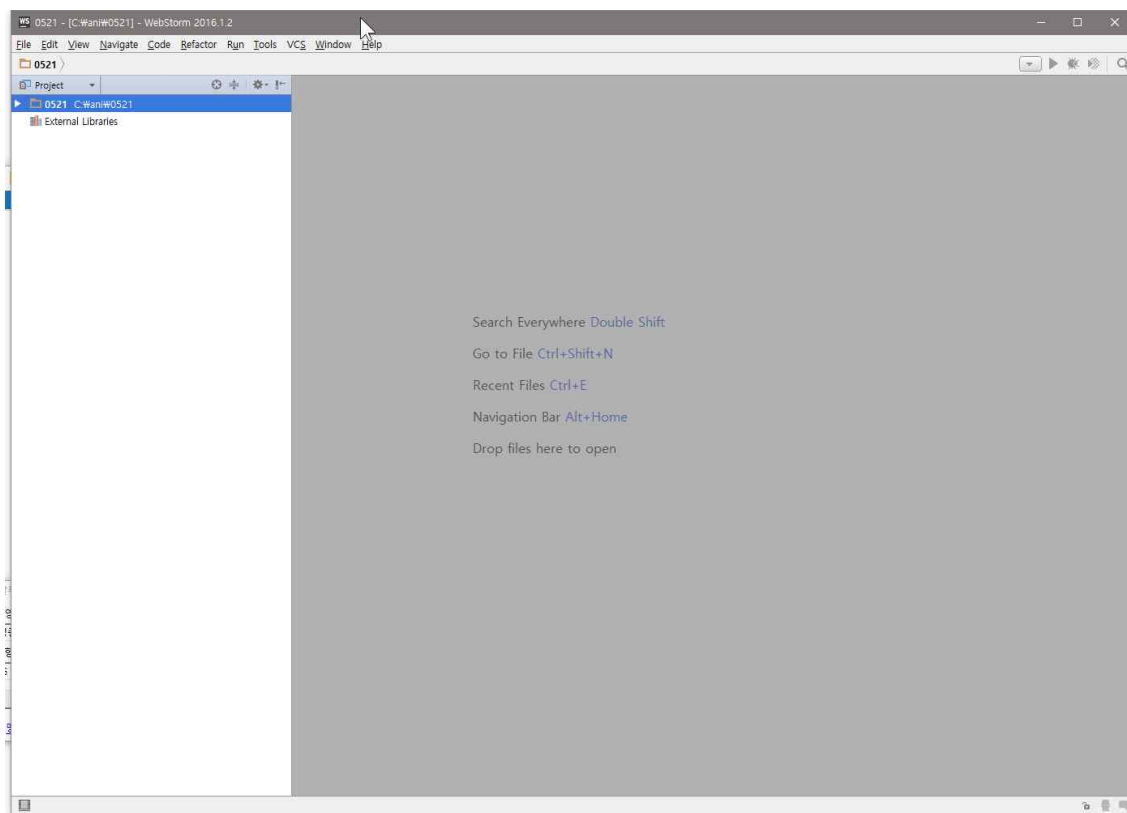 WS 0521 - [C:₩ani₩0521] - WebStorm 2016.1.2
File Edit View Navigate Code Refactor Run Tools VCS Window Help
0521
Project
0521 C:₩ani₩0521
External Libraries
Search Everywhere Double Shift
Go to File Ctrl+Shift+N
Recent Files Ctrl+E
Navigation Bar Alt+Home
Drop files here to open